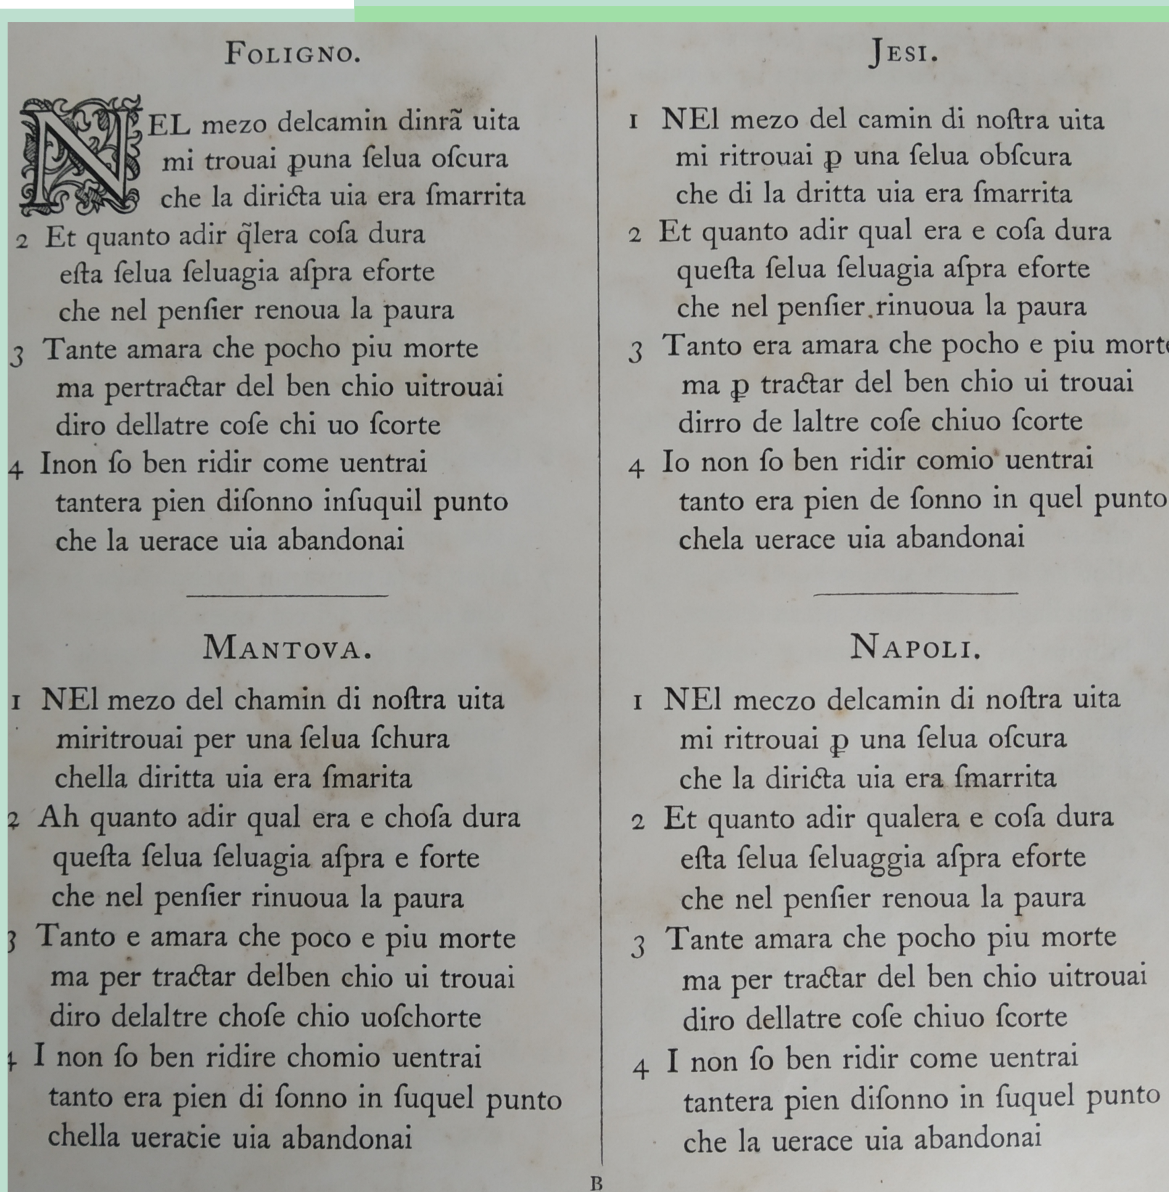 FOLIGNO.
NEL mezo delcamin dinrã uita
mi trouai ꝑuna ſelua oſcura
che la diricta uia era ſmarrita
2 Et quanto adir q̃lera coſa dura
eſta ſelua ſeluagia aſpra eforte
che nel penſier renoua la paura
3 Tante amara che pocho piu morte
ma pertractar del ben chio uitrouai
diro dellatre coſe chi uo ſcorte
4 Inon ſo ben ridir come uentrai
tantera pien diſonno inſuquil punto
che la uerace uia abandonai
JESI.
1 NEl mezo del camin di noſtra uita
mi ritrouai ꝑ una ſelua obſcura
che di la dritta uia era ſmarrita
2 Et quanto adir qual era e coſa dura
queſta ſelua ſeluagia aſpra eforte
che nel penſier rinuoua la paura
3 Tanto era amara che pocho e piu morte
ma ꝑ tractar del ben chio ui trouai
dirro de laltre coſe chiuo ſcorte
4 Io non ſo ben ridir comio uentrai
tanto era pien de ſonno in quel punto
chela uerace uia abandonai
MANTOVA.
1 NEl mezo del chamin di noſtra uita
miritrouai per una ſelua ſchura
chella diritta uia era ſmarita
2 Ah quanto adir qual era e choſa dura
queſta ſelua ſeluagia aſpra e forte
che nel penſier rinuoua la paura
3 Tanto e amara che poco e piu morte
ma per tractar delben chio ui trouai
diro delaltre choſe chio uoſchorte
4 I non ſo ben ridire chomio uentrai
tanto era pien di ſonno in ſuquel punto
chella ueracie uia abandonai
NAPOLI.
1 NEl meczo delcamin di noſtra uita
mi ritrouai ꝑ una ſelua oſcura
che la diricta uia era ſmarrita
2 Et quanto adir qualera e coſa dura
eſta ſelua ſeluaggia aſpra eforte
che nel penſier renoua la paura
3 Tante amara che pocho piu morte
ma per tractar del ben chio uitrouai
diro dellatre coſe chiuo ſcorte
4 I non ſo ben ridir come uentrai
tantera pien diſonno in ſuquel punto
che la uerace uia abandonai
B